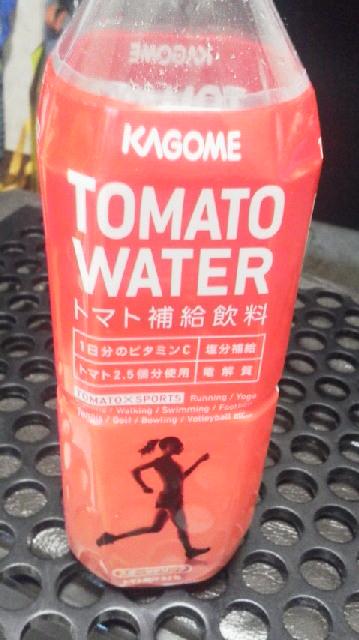 KAGOME
TOMATO
WATER
トマト補給飲料
1日分のビタミンC 塩分補給
トマト2.5個分使用 電解質
TOMATO×SPORTS Running / Yoga
Tennis / Walking / Swimming / Football
/ Golf / Bowling / Volleyball